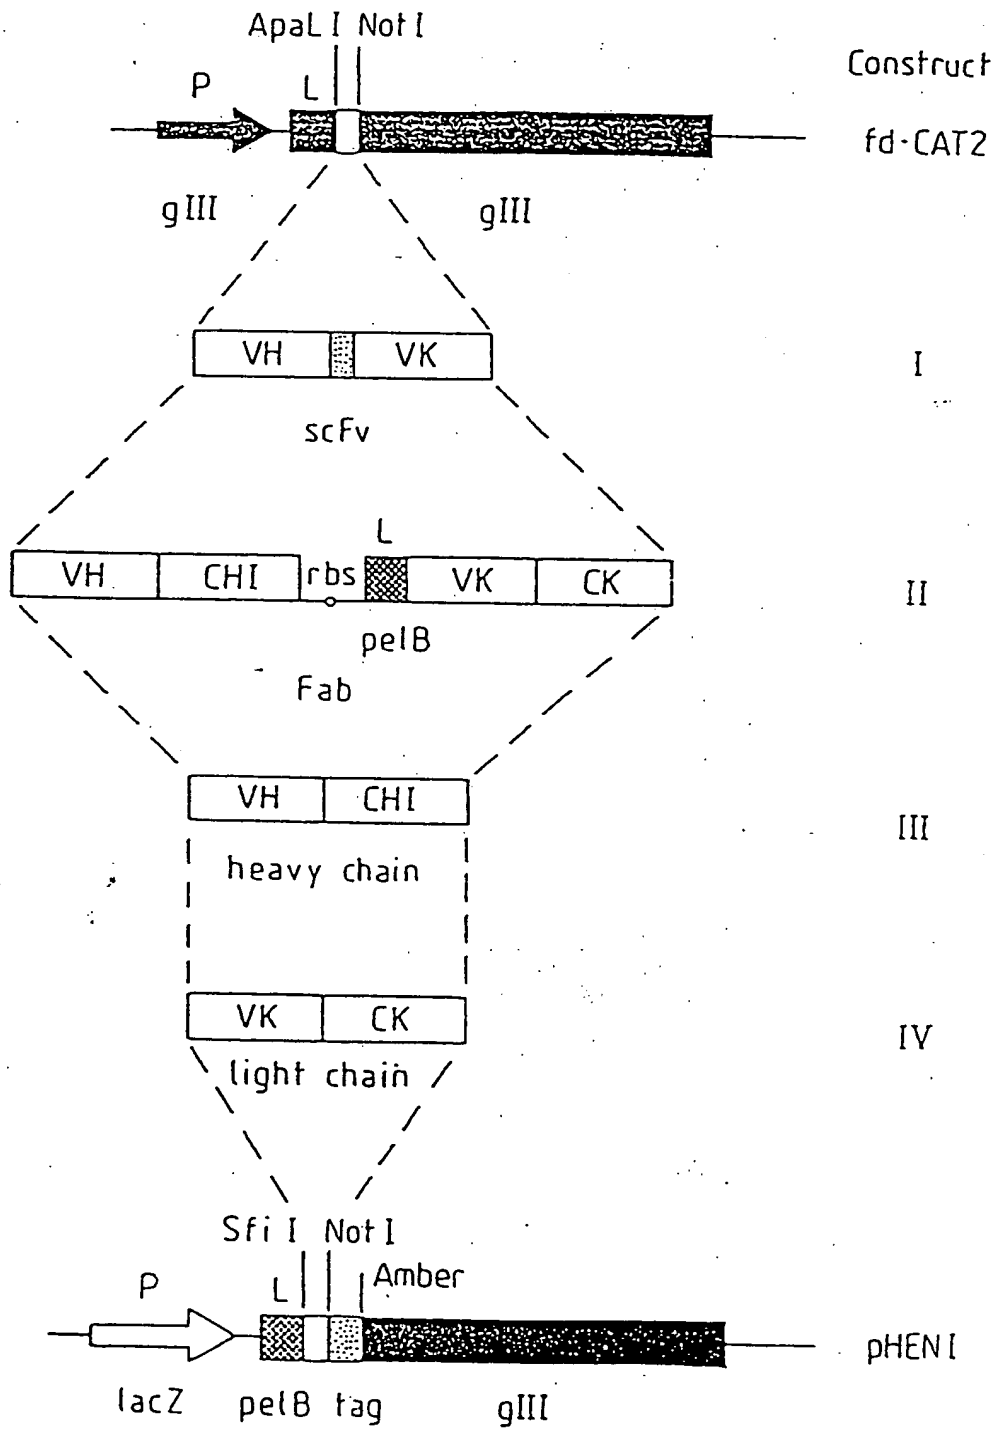 ApaL I Not I
Construct
P L
fd-CAT2
gIII gIII
VH VK
I
scFv
L
VH CHI rbs VK CK
II
pelB
Fab
VH CHI
III
heavy chain
VK CK
IV
light chain
Sfi I Not I
P L Amber
pHEN I
lacZ pelB tag gIII